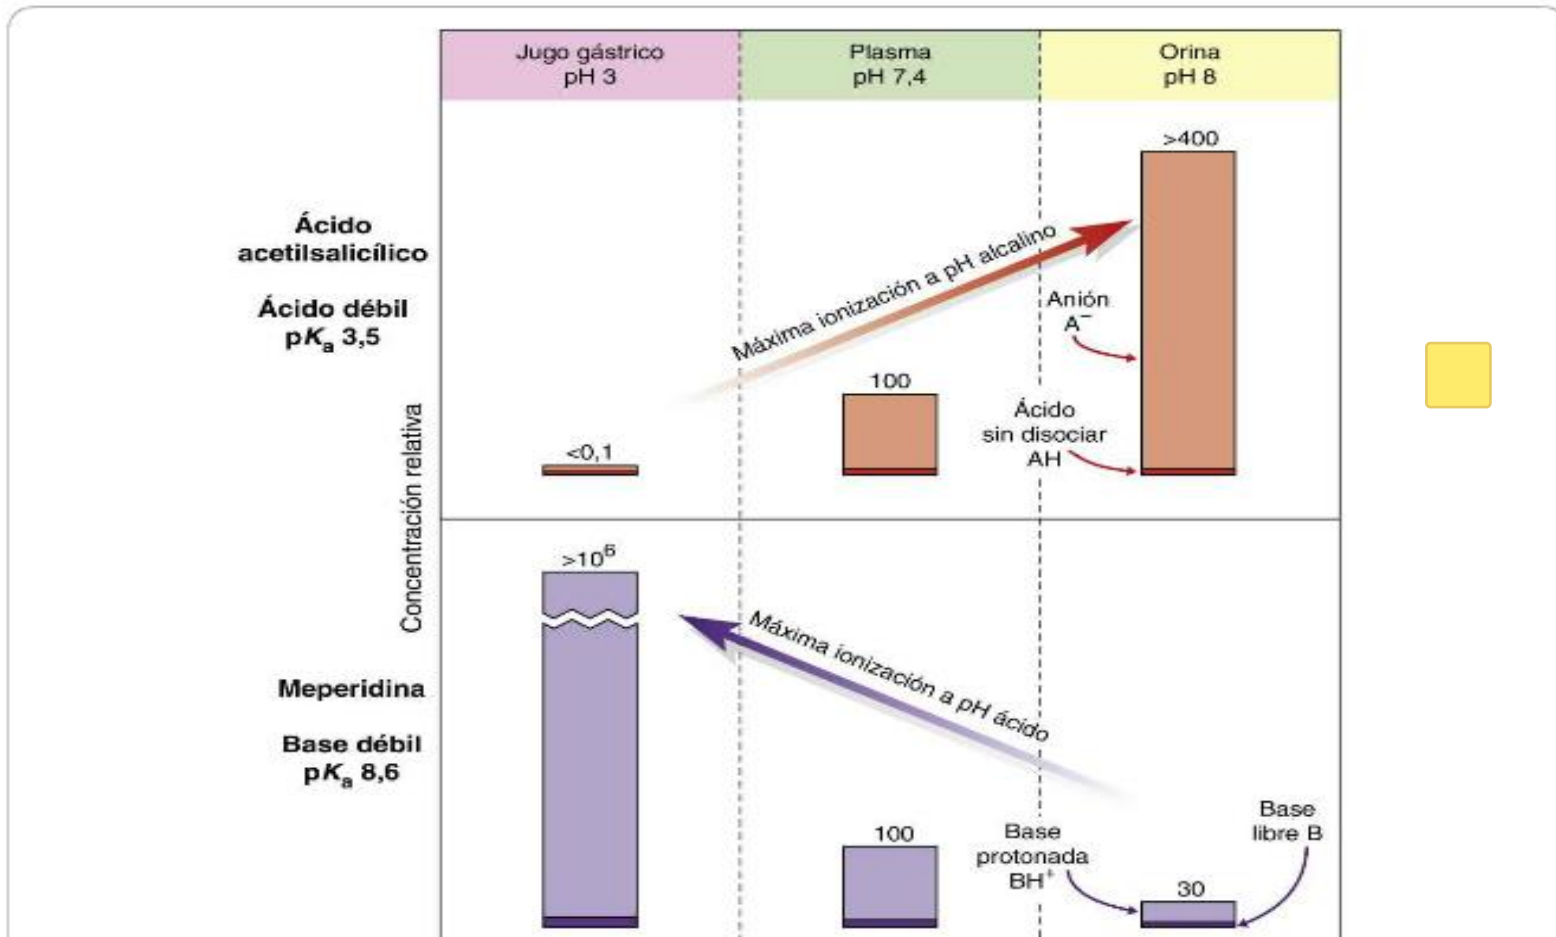 Jugo gástrico
pH 3
Plasma
pH 7,4
Orina
pH 8
Ácido
acetilsalicílico
Ácido débil
pKₐ 3,5
Concentración relativa
<0,1
100
>400
Máxima ionización a pH alcalino
Anión
A⁻
Ácido
sin disociar
AH
Meperidina
Base débil
pKₐ 8,6
>10⁶
100
30
Máxima ionización a pH ácido
Base
protonada
BH⁺
Base
libre B